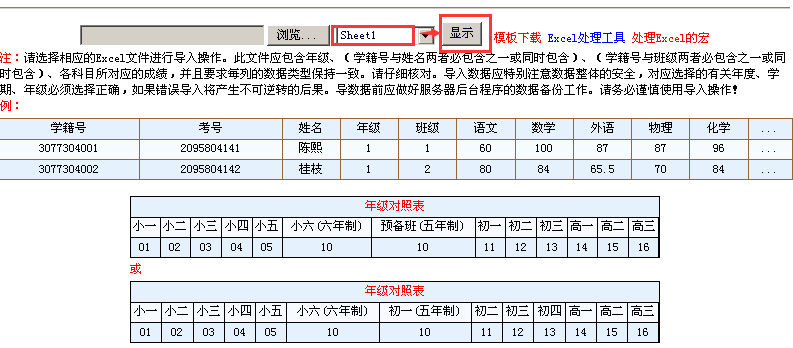 浏览... Sheet1 显示 模板下载 Excel处理工具 处理Excel的宏
注：请选择相应的Excel文件进行导入操作。此文件应包含年级、（学籍号与姓名两者必包含之一或同时包含）、（学籍号与班级两者必包含之一或同
时包含）、各科目所对应的成绩，并且要求每列的数据类型保持一致。请仔细核对。导入数据应特别注意数据整体的安全，对应选择的有关年度、学
期、年级必须选择正确，如果错误导入将产生不可逆转的后果。导数据前应做好服务器后台程序的数据备份工作。请务必谨慎使用导入操作！
例：
学籍号 考号 姓名 年级 班级 语文 数学 外语 物理 化学 ...
3077304001 2095804141 陈熙 1 1 60 100 87 87 96 ...
3077304002 2095804142 桂枝 1 2 80 84 65.5 70 84 ...
年级对照表
小一 小二 小三 小四 小五 小六(六年制) 预备班(五年制) 初一 初二 初三 高一 高二 高三
01 02 03 04 05 10 10 11 12 13 14 15 16
或
年级对照表
小一 小二 小三 小四 小五 小六(六年制) 初一(五年制) 初二 初三 初四 高一 高二 高三
01 02 03 04 05 10 10 11 12 13 14 15 16